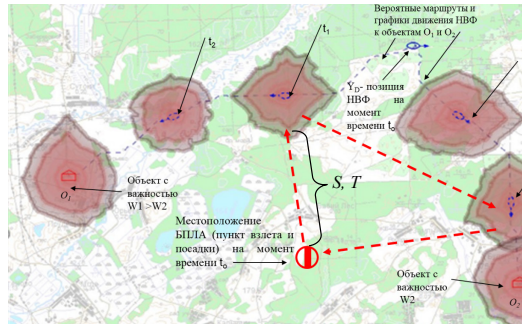 Вероятные маршруты и
графики движения НВФ
к объектам O₁ и O₂
t₁
t₂
Y_D- позиция
НВФ на
момент
времени t₀
S, T
O₁
Объект с
важностью
W1 >W2
Местоположение
БПЛА (пункт взлета и
посадки) на момент
времени t₀
Объект с
важностью
W2
O₂